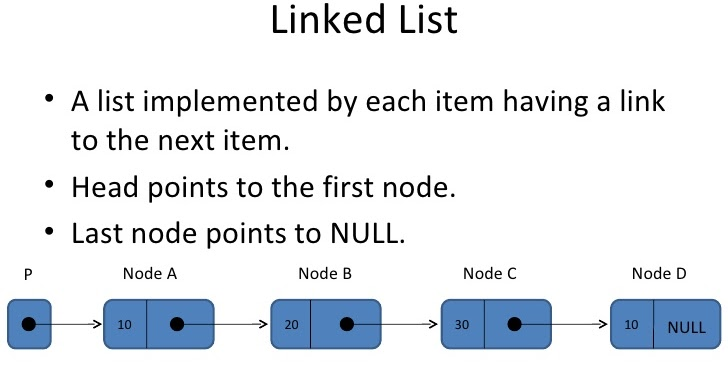 Linked List
• A list implemented by each item having a link
to the next item.
• Head points to the first node.
• Last node points to NULL.
P Node A Node B Node C Node D
10 20 30 10 NULL